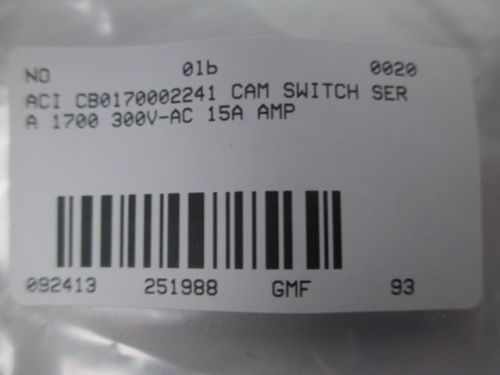 NO 01b 0020
ACI CB0170002241 CAM SWITCH SER
A 1700 300V-AC 15A AMP
092413 251988 GMF 93